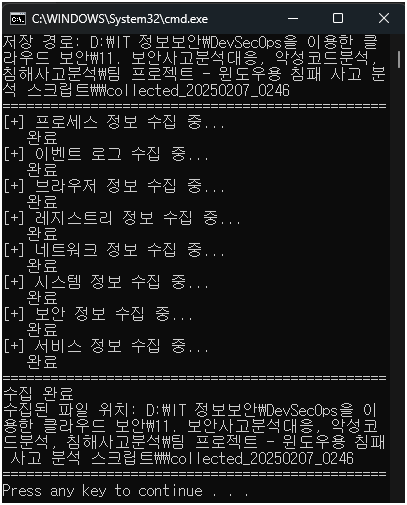 C:\WINDOWS\System32\cmd.exe
저장 경로: D:₩IT 정보보안₩DevSecOps을 이용한 클
라우드 보안₩11. 보안사고분석대응, 악성코드분석,
침해사고분석₩팀 프로젝트 - 윈도우용 침패 사고 분
석 스크립트₩₩collected_20250207_0246
================================================
[+] 프로세스 정보 수집 중...
    완료
[+] 이벤트 로그 수집 중...
    완료
[+] 브라우저 정보 수집 중...
    완료
[+] 레지스트리 정보 수집 중...
    완료
[+] 네트워크 정보 수집 중...
    완료
[+] 시스템 정보 수집 중...
    완료
[+] 보안 정보 수집 중...
    완료
[+] 서비스 정보 수집 중...
    완료
================================================
수집 완료
수집된 파일 위치: D:₩IT 정보보안₩DevSecOps을 이
용한 클라우드 보안₩11. 보안사고분석대응, 악성코
드분석, 침해사고분석₩팀 프로젝트 - 윈도우용 침패
 사고 분석 스크립트₩₩collected_20250207_0246
================================================
Press any key to continue . . .